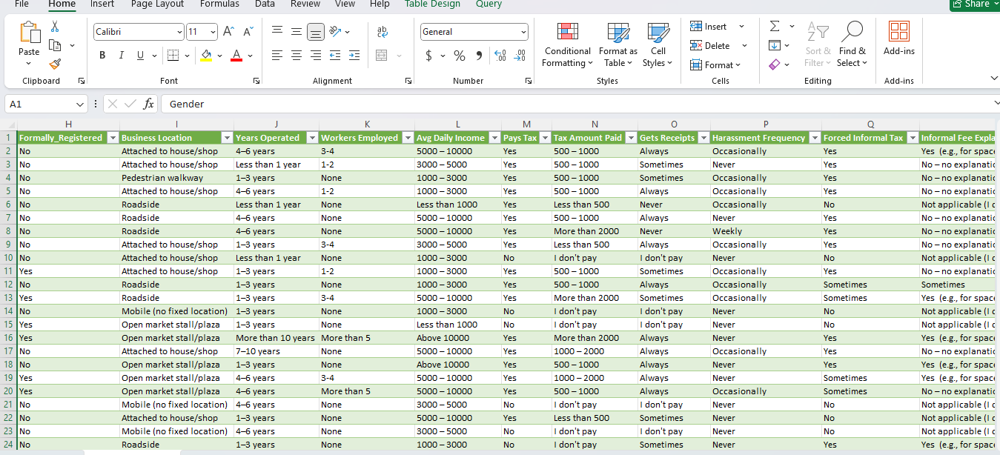 File Home Insert Page Layout Formulas Data Review View Help Table Design Query Share
Calibri 11 A A ab General Insert Σ
Paste Conditional Format as Cell Delete Sort & Find & Add-ins
B I U A $ % Formatting Table Styles Format Filter Select
Clipboard Font Alignment Number Styles Cells Editing Add-ins
A1 fx Gender
H I J K L M N O P Q
1 Formally_Registered Business Location Years Operated Workers Employed Avg Daily Income Pays Tax Tax Amount Paid Gets Receipts Harassment Frequency Forced Informal Tax Informal Fee Expla
2 No Attached to house/shop 4–6 years 3-4 5000 – 10000 Yes 500 – 1000 Always Occasionally Yes Yes (e.g., for space
3 No Attached to house/shop Less than 1 year 1-2 3000 – 5000 Yes 500 – 1000 Sometimes Never Yes No – no explanatio
4 No Pedestrian walkway 1–3 years None 1000 – 3000 Yes 500 – 1000 Sometimes Occasionally Yes No – no explanatio
5 No Attached to house/shop 4–6 years 1-2 1000 – 3000 Yes 500 – 1000 Always Occasionally Yes No – no explanatio
6 No Roadside Less than 1 year None Less than 1000 Yes Less than 500 Never Occasionally No Not applicable (I d
7 No Roadside 4–6 years None 5000 – 10000 Yes 500 – 1000 Always Never Yes No – no explanatio
8 No Roadside 4–6 years None 5000 – 10000 Yes More than 2000 Never Weekly Yes No – no explanatio
9 No Attached to house/shop 1–3 years 3-4 3000 – 5000 Yes Less than 500 Always Occasionally Yes No – no explanatio
10 No Attached to house/shop Less than 1 year None 1000 – 3000 No I don't pay I don't pay Never No Not applicable (I d
11 Yes Attached to house/shop 1–3 years 1-2 1000 – 3000 Yes 500 – 1000 Sometimes Occasionally Yes No – no explanatio
12 No Roadside 1–3 years None 1000 – 3000 Yes 500 – 1000 Always Occasionally Sometimes Sometimes
13 Yes Roadside 1–3 years 3-4 5000 – 10000 Yes More than 2000 Sometimes Occasionally Sometimes Yes (e.g., for space
14 No Mobile (no fixed location) 1–3 years None 1000 – 3000 No I don't pay I don't pay Never No Not applicable (I d
15 Yes Open market stall/plaza 1–3 years None Less than 1000 No I don't pay I don't pay Never No Not applicable (I d
16 Yes Open market stall/plaza More than 10 years More than 5 Above 10000 Yes More than 2000 Always Never Yes Yes (e.g., for space
17 No Attached to house/shop 7–10 years None 5000 – 10000 Yes 1000 – 2000 Always Occasionally Yes No – no explanatio
18 No Open market stall/plaza 1–3 years None Above 10000 Yes 500 – 1000 Always Never Yes Yes (e.g., for space
19 Yes Open market stall/plaza 4–6 years 3-4 5000 – 10000 Yes 1000 – 2000 Always Never Sometimes Yes (e.g., for space
20 Yes Open market stall/plaza 4–6 years More than 5 5000 – 10000 Yes 500 – 1000 Always Occasionally Sometimes No – no explanatio
21 No Mobile (no fixed location) 4–6 years None 3000 – 5000 No I don't pay I don't pay Never No Not applicable (I d
22 No Attached to house/shop 1–3 years None 5000 – 10000 Yes Less than 500 Sometimes Never No Not applicable (I d
23 No Mobile (no fixed location) 4–6 years None 3000 – 5000 No I don't pay I don't pay Never No Not applicable (I d
24 No Roadside 1–3 years None 1000 – 3000 No I don't pay Sometimes Never Yes Yes (e.g., for space